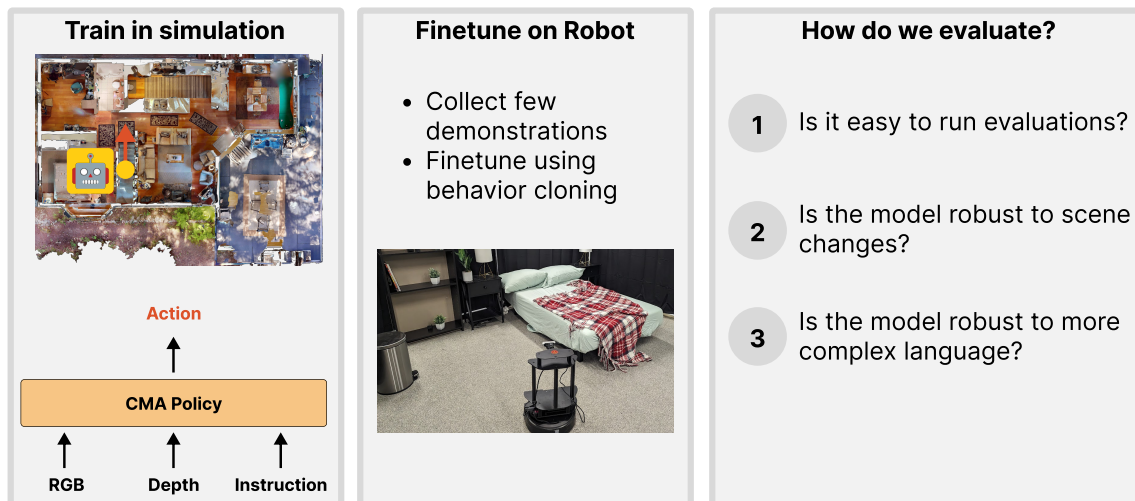 Train in simulation
Action
CMA Policy
RGB Depth Instruction
Finetune on Robot
• Collect few
demonstrations
• Finetune using
behavior cloning
How do we evaluate?
1 Is it easy to run evaluations?
2 Is the model robust to scene
changes?
3 Is the model robust to more
complex language?